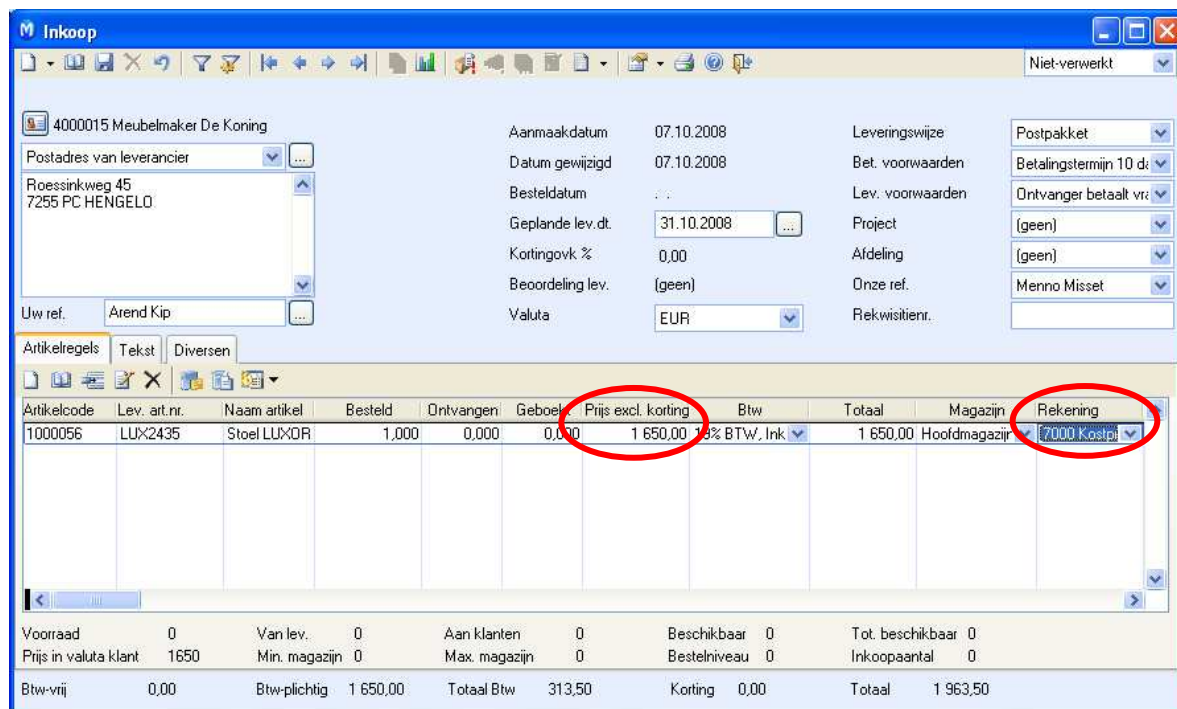 Inkoop
Niet-verwerkt
4000015 Meubelmaker De Koning
Postadres van leverancier
...
Roessinkweg 45
7255 PC HENGELO
Uw ref. Arend Kip ...
Aanmaakdatum 07.10.2008
Datum gewijzigd 07.10.2008
Besteldatum . .
Geplande lev.dt. 31.10.2008 ...
Kortingovk % 0,00
Beoordeling lev. (geen)
Valuta EUR
Leveringswijze Postpakket
Bet. voorwaarden Betalingstermijn 10 da
Lev. voorwaarden Ontvanger betaalt vra
Project (geen)
Afdeling (geen)
Onze ref. Menno Misset
Rekwisitienr.
Artikelregels Tekst Diversen
Artikelcode Lev. art.nr. Naam artikel Besteld Ontvangen Geboekt Prijs excl. korting Btw Totaal Magazijn Rekening
1000056 LUX2435 Stoel LUXOR 1,000 0,000 0,000 1 650,00 19% BTW, Ink 1 650,00 Hoofdmagazijn 7000 Kostpr
Voorraad 0 Van lev. 0 Aan klanten 0 Beschikbaar 0 Tot. beschikbaar 0
Prijs in valuta klant 1650 Min. magazijn 0 Max. magazijn 0 Bestelniveau 0 Inkoopaantal 0
Btw-vrij 0,00 Btw-plichtig 1 650,00 Totaal Btw 313,50 Korting 0,00 Totaal 1 963,50